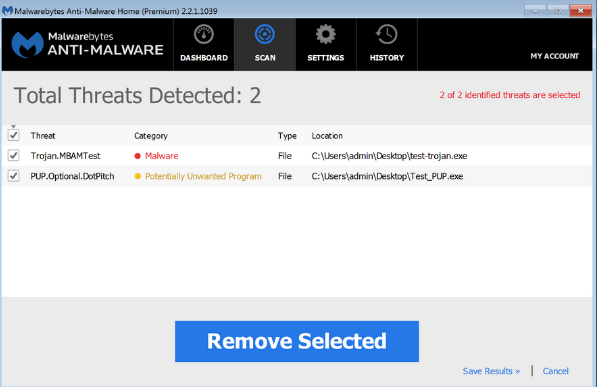 Malwarebytes Anti-Malware Home (Premium) 2.2.1.1039
Malwarebytes
ANTI-MALWARE
DASHBOARD
SCAN
SETTINGS
HISTORY
MY ACCOUNT
Total Threats Detected: 2
2 of 2 identified threats are selected
Threat Category Type Location
Trojan.MBAMTest Malware File C:\Users\admin\Desktop\test-trojan.exe
PUP.Optional.DotPitch Potentially Unwanted Program File C:\Users\admin\Desktop\Test_PUP.exe
Remove Selected
Save Results » | Cancel